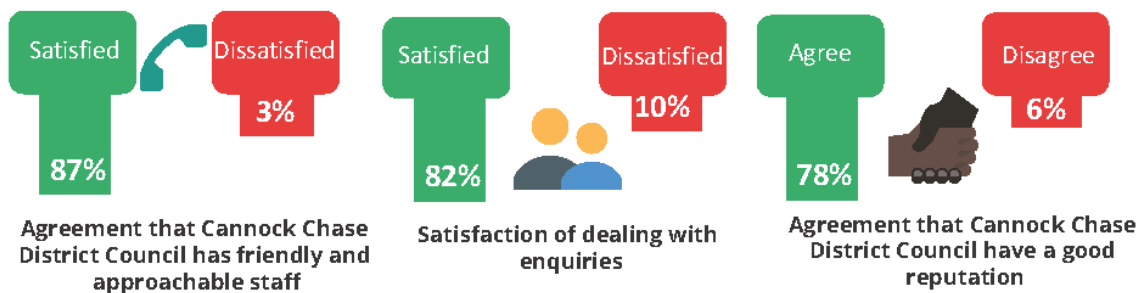 Satisfied
Dissatisfied
3%
87%
Agreement that Cannock Chase
District Council has friendly and
approachable staff
Satisfied
Dissatisfied
10%
82%
Satisfaction of dealing with
enquiries
Agree
Disagree
6%
78%
Agreement that Cannock Chase
District Council have a good
reputation